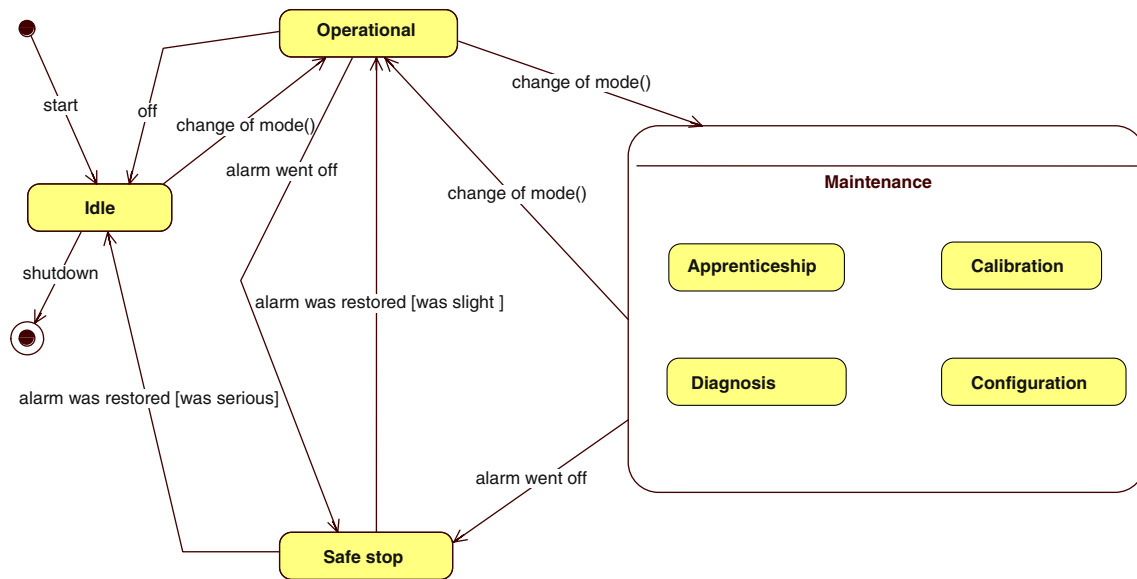 Operational
change of mode()
start
off
change of mode()
alarm went off
Maintenance
change of mode()
Idle
Apprenticeship
Calibration
shutdown
alarm was restored [was slight ]
Diagnosis
Configuration
alarm was restored [was serious]
alarm went off
Safe stop